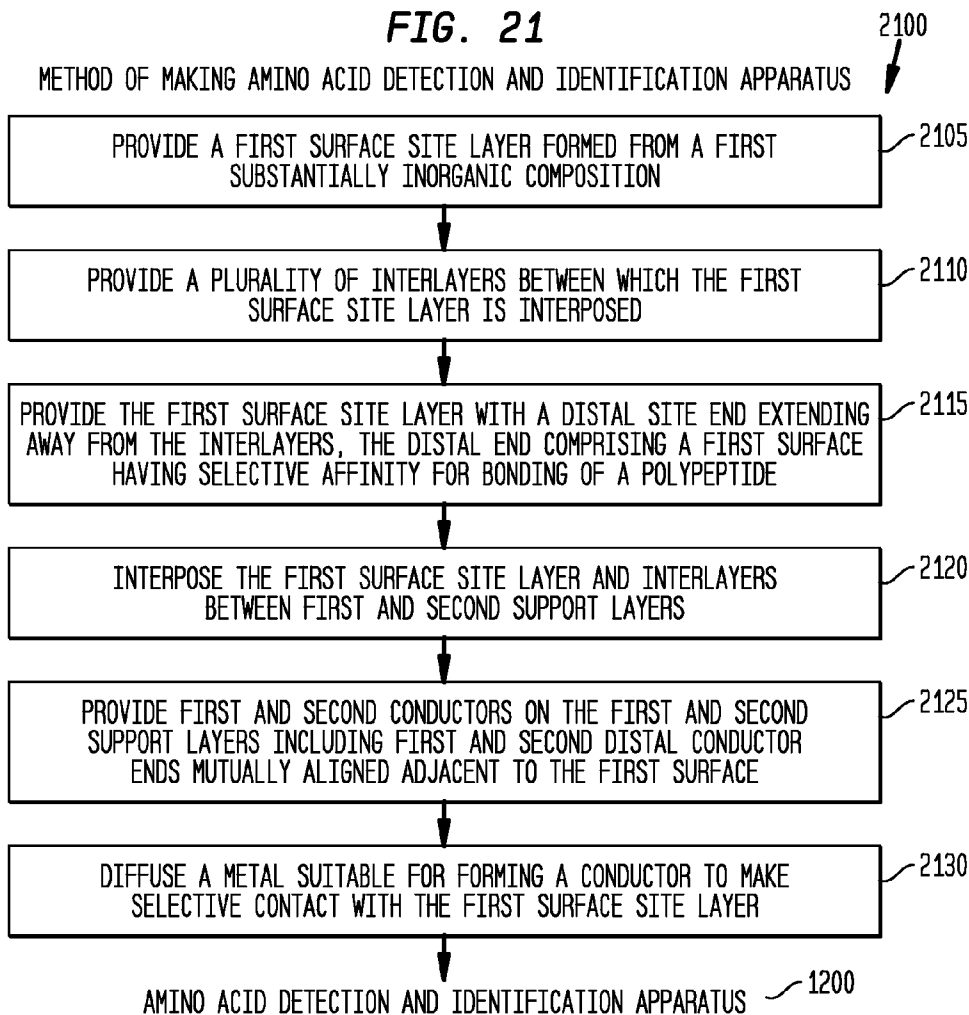 FIG. 21
2100
METHOD OF MAKING AMINO ACID DETECTION AND IDENTIFICATION APPARATUS
PROVIDE A FIRST SURFACE SITE LAYER FORMED FROM A FIRST
SUBSTANTIALLY INORGANIC COMPOSITION
2105
PROVIDE A PLURALITY OF INTERLAYERS BETWEEN WHICH THE FIRST
SURFACE SITE LAYER IS INTERPOSED
2110
PROVIDE THE FIRST SURFACE SITE LAYER WITH A DISTAL SITE END EXTENDING
AWAY FROM THE INTERLAYERS, THE DISTAL END COMPRISING A FIRST SURFACE
HAVING SELECTIVE AFFINITY FOR BONDING OF A POLYPEPTIDE
2115
INTERPOSE THE FIRST SURFACE SITE LAYER AND INTERLAYERS
BETWEEN FIRST AND SECOND SUPPORT LAYERS
2120
PROVIDE FIRST AND SECOND CONDUCTORS ON THE FIRST AND SECOND
SUPPORT LAYERS INCLUDING FIRST AND SECOND DISTAL CONDUCTOR
ENDS MUTUALLY ALIGNED ADJACENT TO THE FIRST SURFACE
2125
DIFFUSE A METAL SUITABLE FOR FORMING A CONDUCTOR TO MAKE
SELECTIVE CONTACT WITH THE FIRST SURFACE SITE LAYER
2130
AMINO ACID DETECTION AND IDENTIFICATION APPARATUS
1200